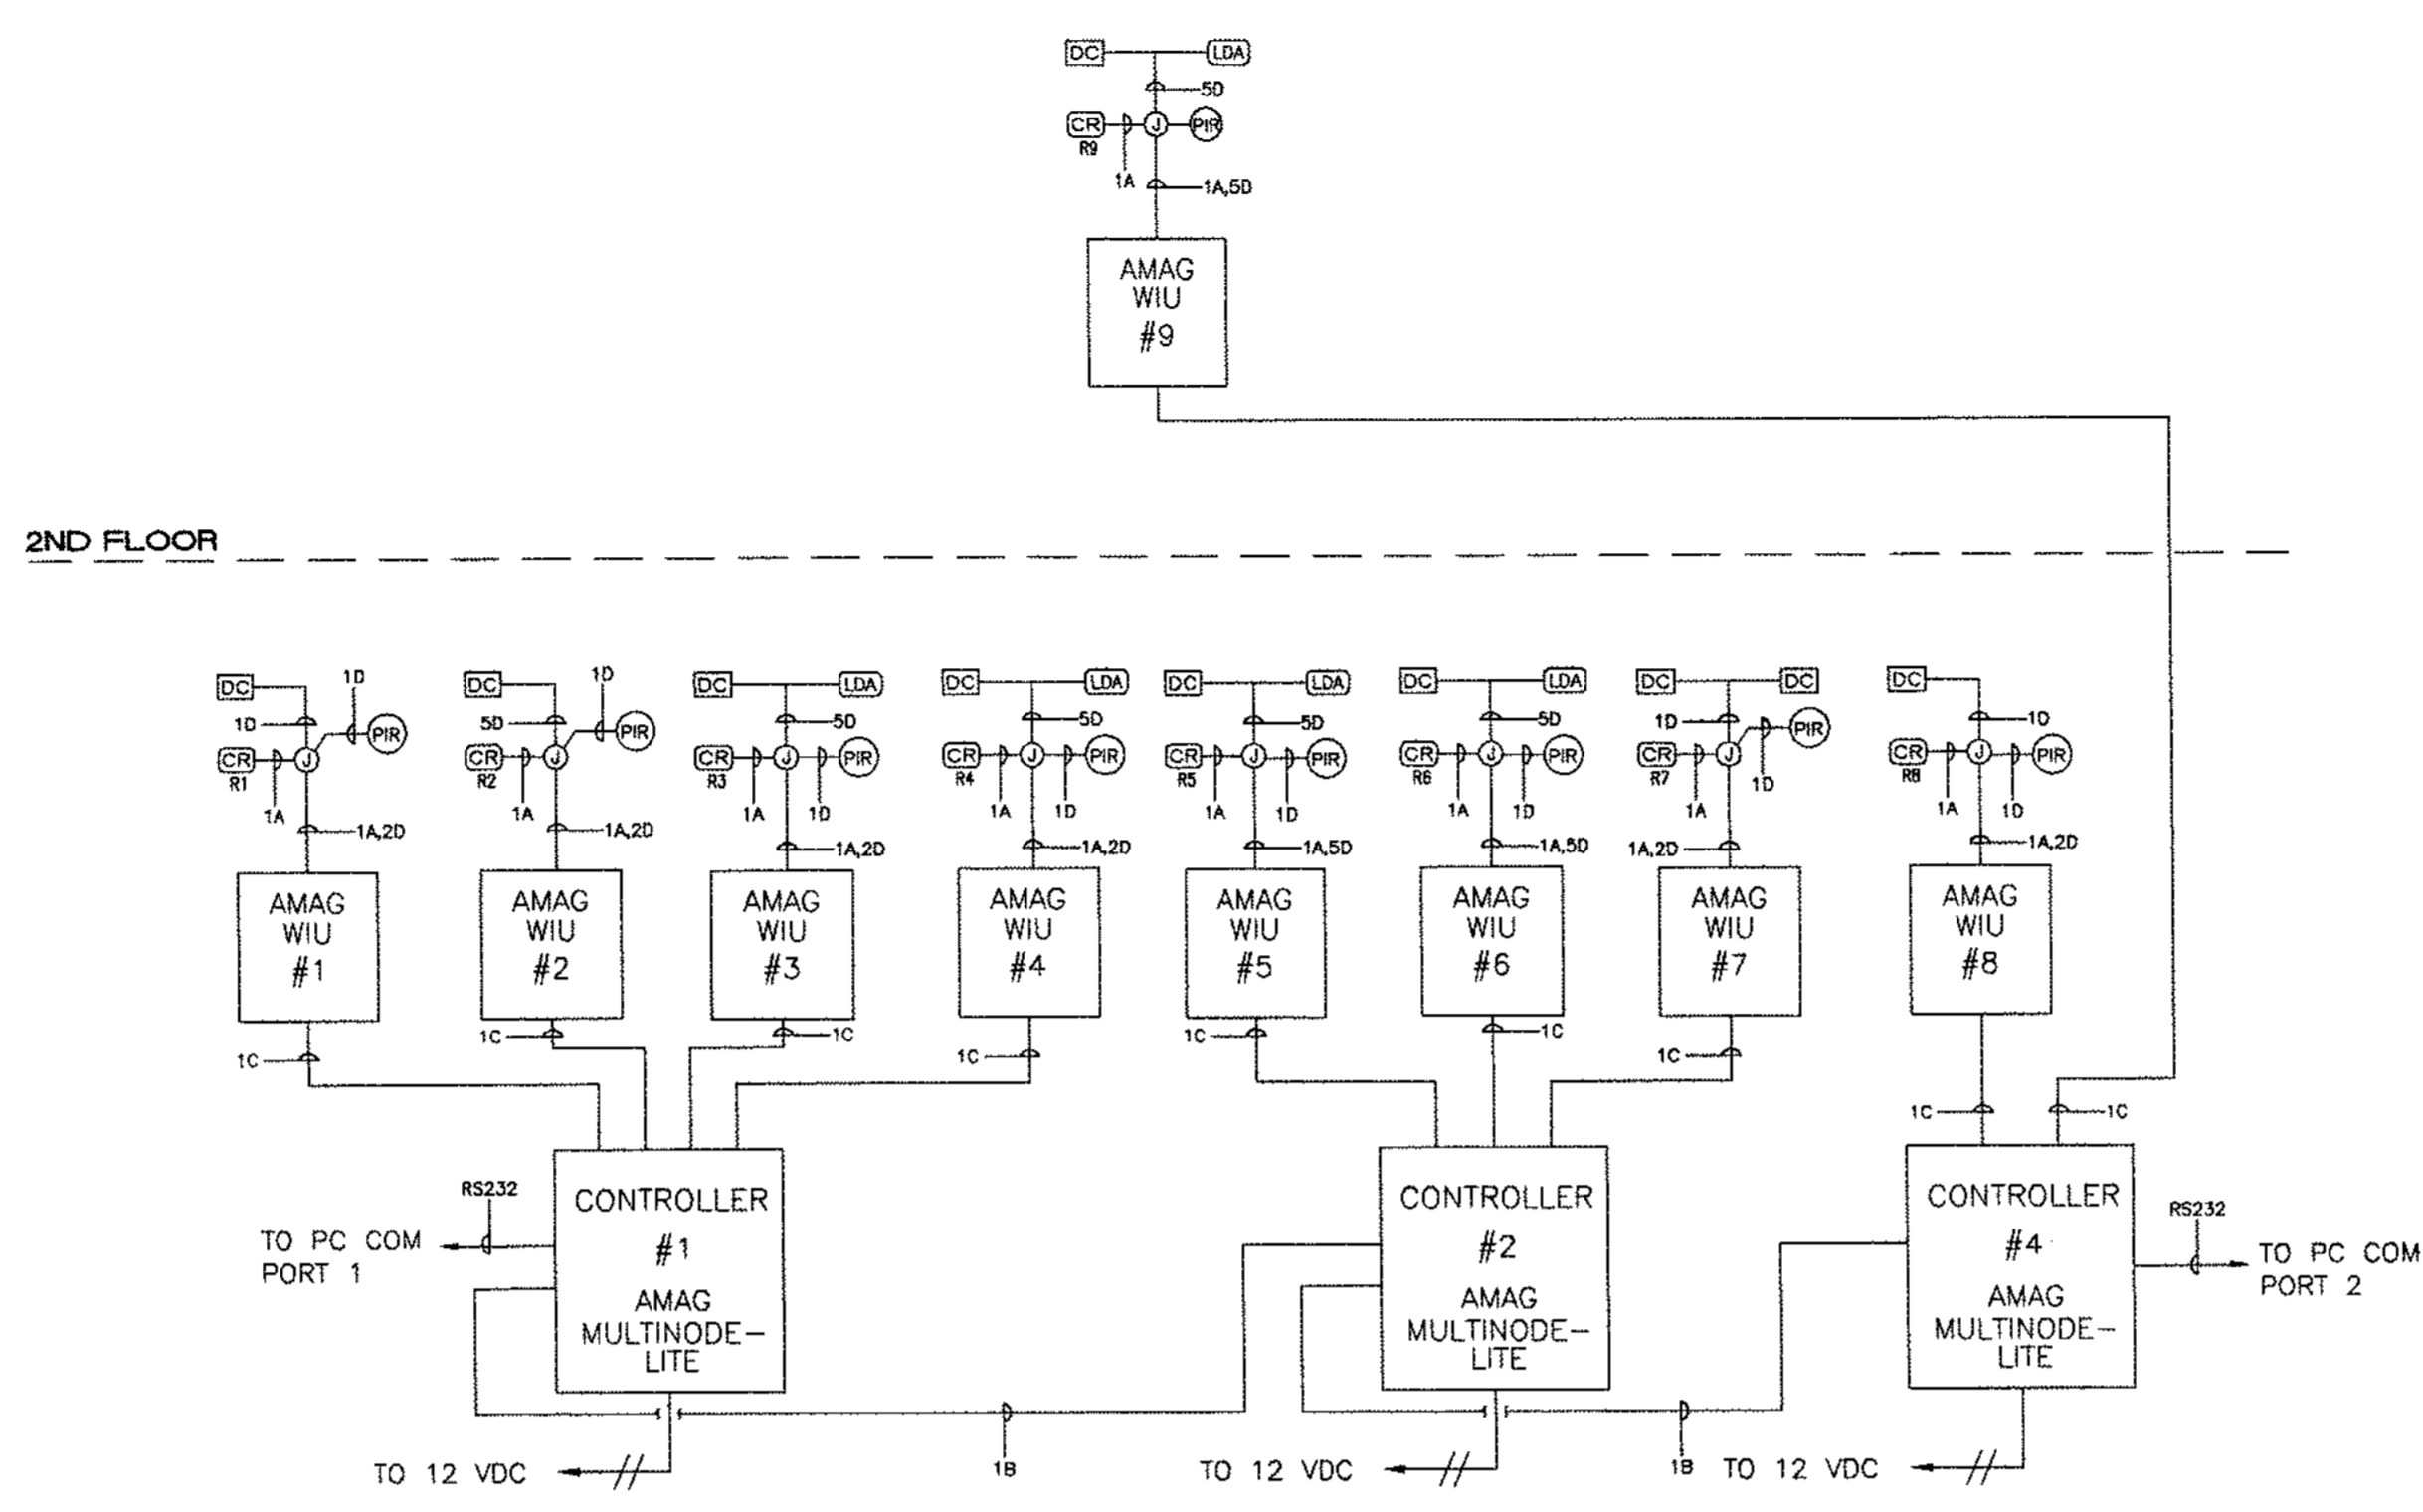 DC LDA
5D
CR J PIR
R9
1A 1A,5D
AMAG
WIU
#9
2ND FLOOR
DC 1D DC 1D DC LDA DC LDA DC LDA DC LDA DC DC DC
1D PIR 5D PIR 5D 5D 5D 5D 1D PIR 1D
CR J CR J CR J PIR CR J PIR CR J PIR CR J PIR CR J CR J PIR
R1 R2 R3 R4 R5 R6 R7 1D R8
1A 1A 1A 1D 1A 1D 1A 1D 1A 1D 1A 1A 1D
1A,2D 1A,2D 1A,2D 1A,2D 1A,5D 1A,5D 1A,2D 1A,2D
AMAG AMAG AMAG AMAG AMAG AMAG AMAG AMAG
WIU WIU WIU WIU WIU WIU WIU WIU
#1 #2 #3 #4 #5 #6 #7 #8
1C 1C 1C 1C 1C 1C 1C
1C 1C
RS232
TO PC COM
PORT 1
CONTROLLER
#1
AMAG
MULTINODE-
LITE
CONTROLLER
#2
AMAG
MULTINODE-
LITE
CONTROLLER
#4
AMAG
MULTINODE-
LITE
RS232
TO PC COM
PORT 2
TO 12 VDC 1B TO 12 VDC 1B TO 12 VDC